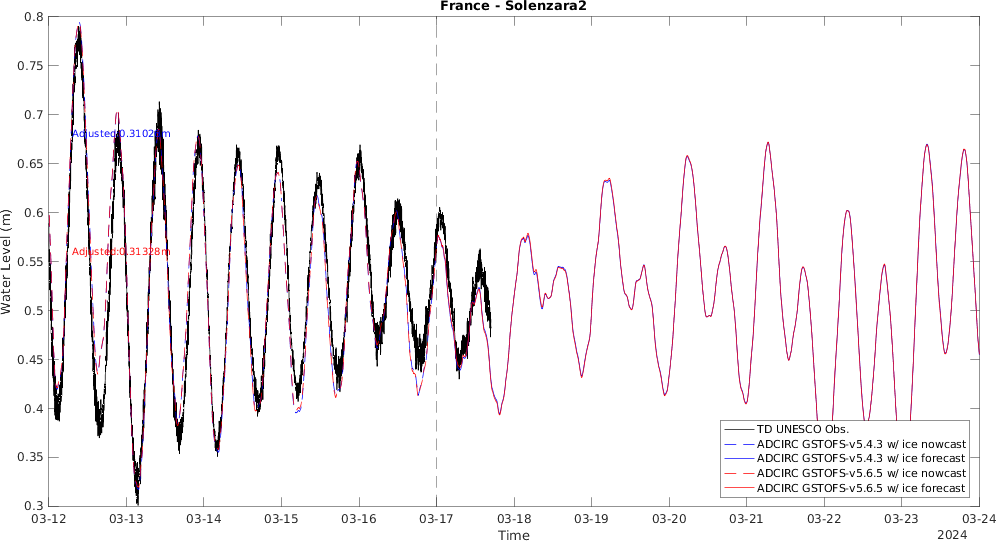 France - Solenzara2
0.8
0.75
0.7
0.65
0.6
0.55
0.5
0.45
0.4
0.35
0.3
Water Level (m)
Adjusted:0.31328m
TD UNESCO Obs.
ADCIRC GSTOFS-v5.4.3 w/ ice nowcast
ADCIRC GSTOFS-v5.4.3 w/ ice forecast
ADCIRC GSTOFS-v5.6.5 w/ ice nowcast
ADCIRC GSTOFS-v5.6.5 w/ ice forecast
03-12 03-13 03-14 03-15 03-16 03-17 03-18 03-19 03-20 03-21 03-22 03-23 03-24
Time
2024